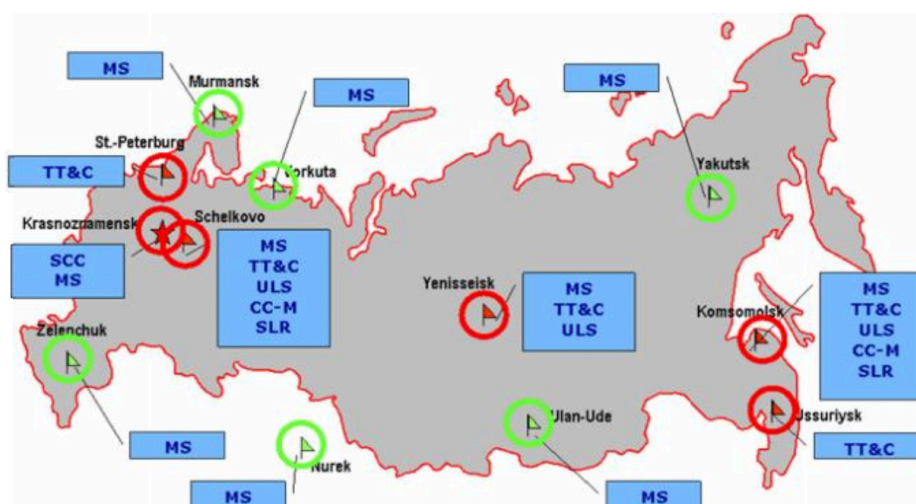 MS
Murmansk
MS
MS
St.-Peterburg
TT&C
Vorkuta
Yakutsk
Krasnoznamensk
Schelkovo
SCC
MS
MS
TT&C
ULS
CC-M
SLR
Yenisseisk
MS
TT&C
ULS
Komsomolsk
MS
TT&C
ULS
CC-M
SLR
Zelenchuk
MS
Nurek
MS
Ulan-Ude
MS
Ussuriysk
TT&C